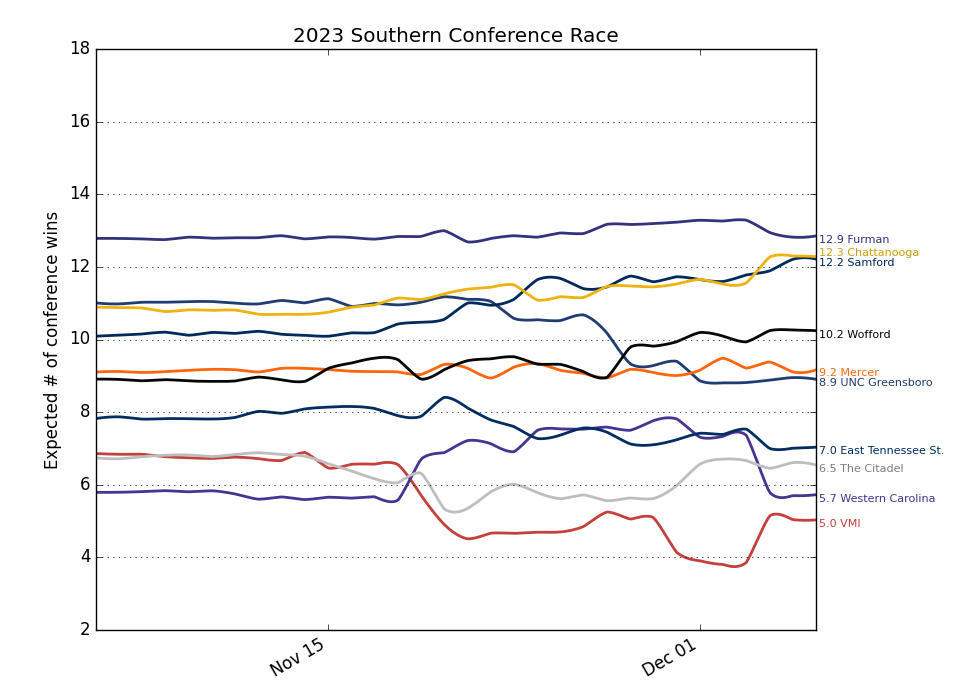 2023 Southern Conference Race
Expected # of conference wins
18
16
14
12
10
8
6
4
2
Nov 15
Dec 01
12.9 Furman
12.3 Chattanooga
12.2 Samford
10.2 Wofford
9.2 Mercer
8.9 UNC Greensboro
7.0 East Tennessee St.
6.5 The Citadel
5.7 Western Carolina
5.0 VMI